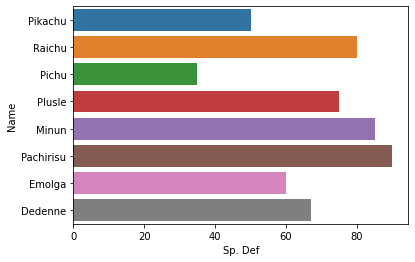 Pikachu
Raichu
Pichu
Plusle
Minun
Pachirisu
Emolga
Dedenne
Name
0 20 40 60 80
Sp. Def